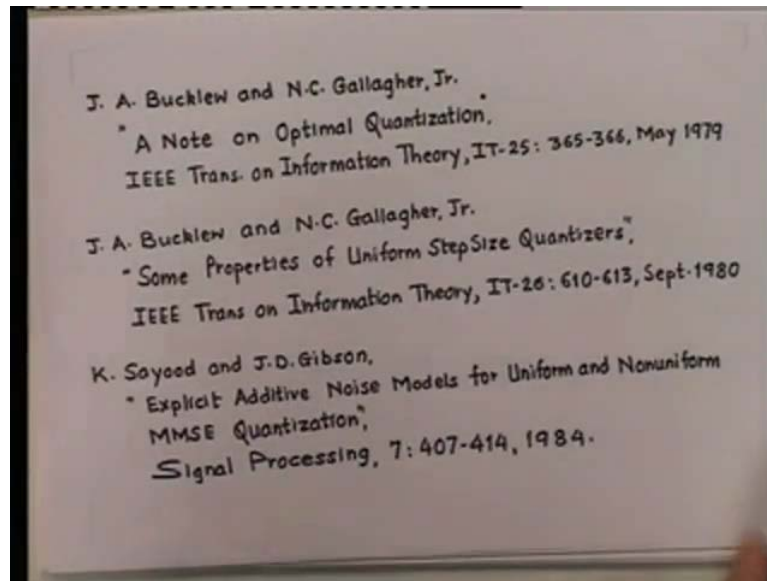 J. A. Bucklew and N.C. Gallagher, Jr.
"A Note on Optimal Quantization",
IEEE Trans. on Information Theory, IT-25: 365-366, May 1979
J. A. Bucklew and N.C. Gallagher, Jr.
"Some Properties of Uniform StepSize Quantizers",
IEEE Trans on Information Theory, IT-26: 610-613, Sept. 1980
K. Sayood and J.D. Gibson,
"Explicit Additive Noise Models for Uniform and Nonuniform
MMSE Quantization",
Signal Processing, 7: 407-414, 1984.